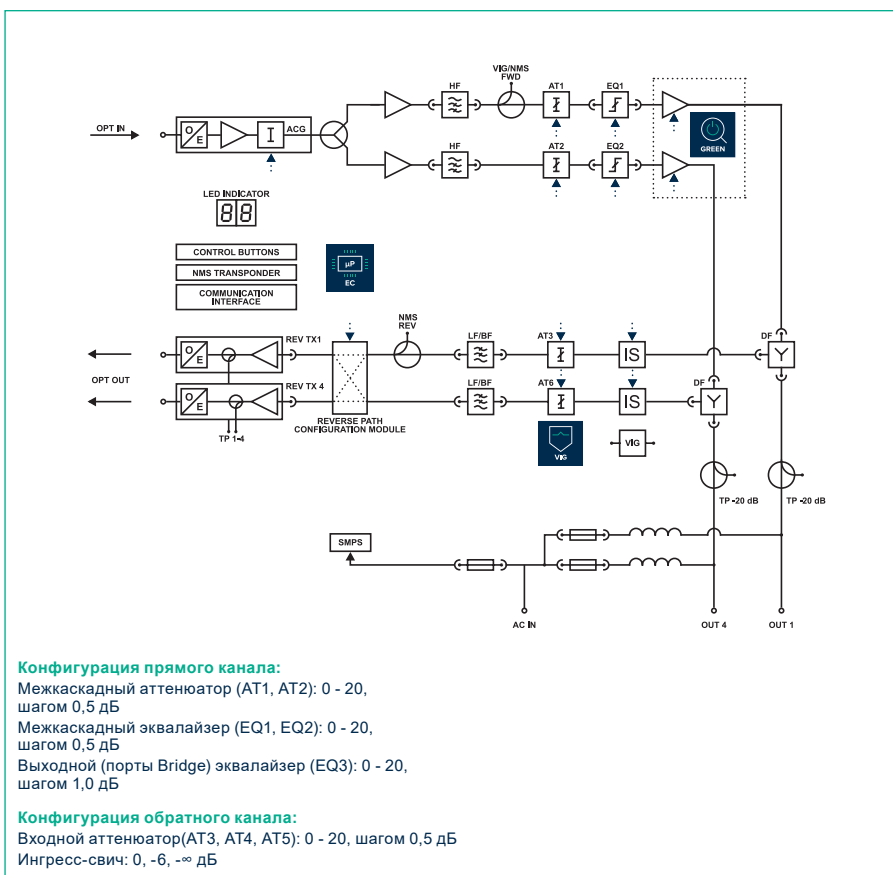 VIG/NMS
FWD
HF
AT1
EQ1
OPT IN
O
E
I
ACG
GREEN
HF
AT2
EQ2
LED INDICATOR
88
CONTROL BUTTONS
NMS TRANSPONDER
COMMUNICATION
INTERFACE
µP
EC
NMS
REV
REV TX1
LF/BF
AT3
IS
DF
Y
O
E
OPT OUT
REV TX 4
LF/BF
AT6
IS
DF
Y
O
E
TP 1-4
REVERSE PATH
CONFIGURATION MODULE
VIG
VIG
TP -20 dB
TP -20 dB
SMPS
AC IN
OUT 4
OUT 1
Конфигурация прямого канала:
Межкаскадный аттенюатор (AT1, AT2): 0 - 20,
шагом 0,5 дБ
Межкаскадный эквалайзер (EQ1, EQ2): 0 - 20,
шагом 0,5 дБ
Выходной (порты Bridge) эквалайзер (EQ3): 0 - 20,
шагом 1,0 дБ
Конфигурация обратного канала:
Входной аттенюатор(AT3, AT4, AT5): 0 - 20, шагом 0,5 дБ
Ингресс-свич: 0, -6, -∞ дБ